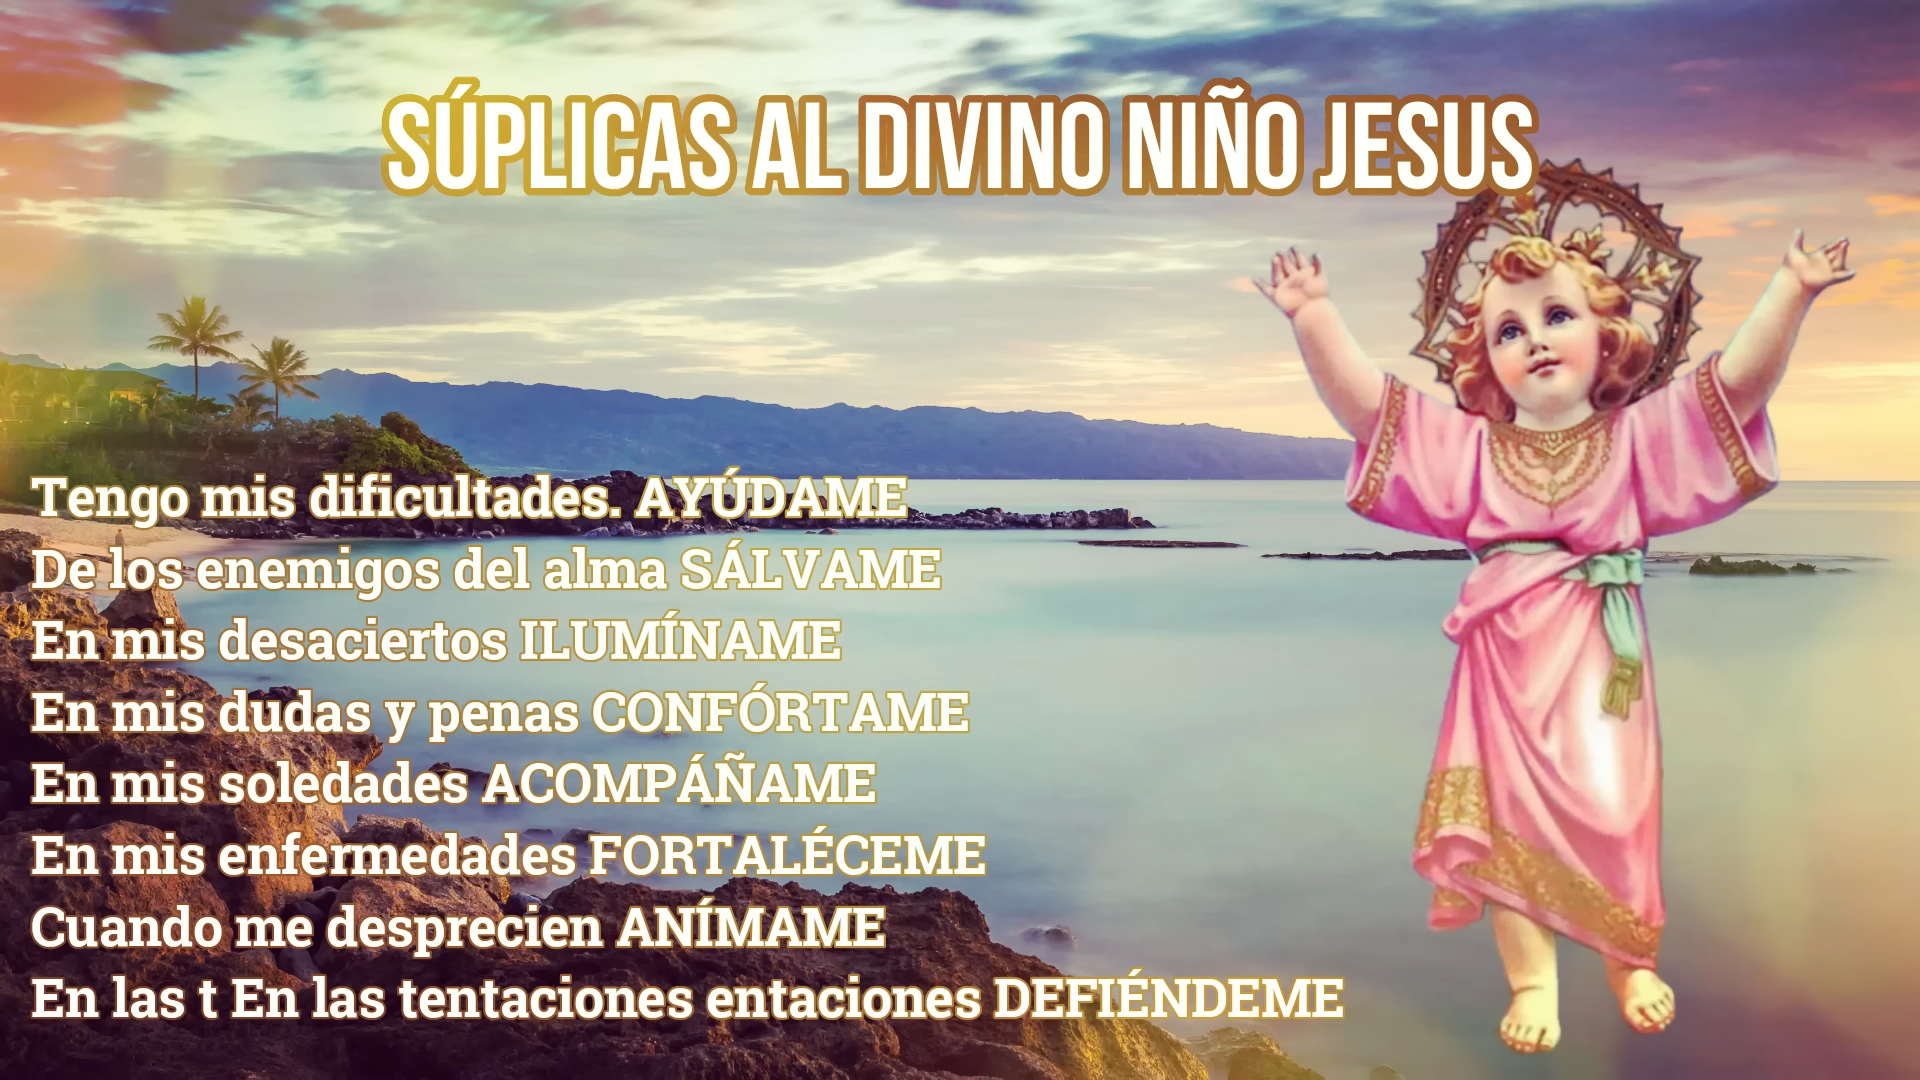 SÚPLICAS AL DIVINO NIÑO JESUS
Tengo mis dificultades. AYÚDAME
De los enemigos del alma SÁLVAME
En mis desaciertos ILUMÍNAME
En mis dudas y penas CONFÓRTAME
En mis soledades ACOMPÁÑAME
En mis enfermedades FORTALÉCEME
Cuando me desprecien ANÍMAME
En las t En las tentaciones entaciones DEFIÉNDEME